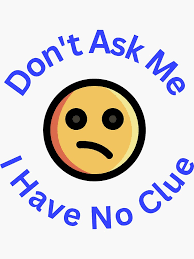 Don't Ask Me
I Have No Clue